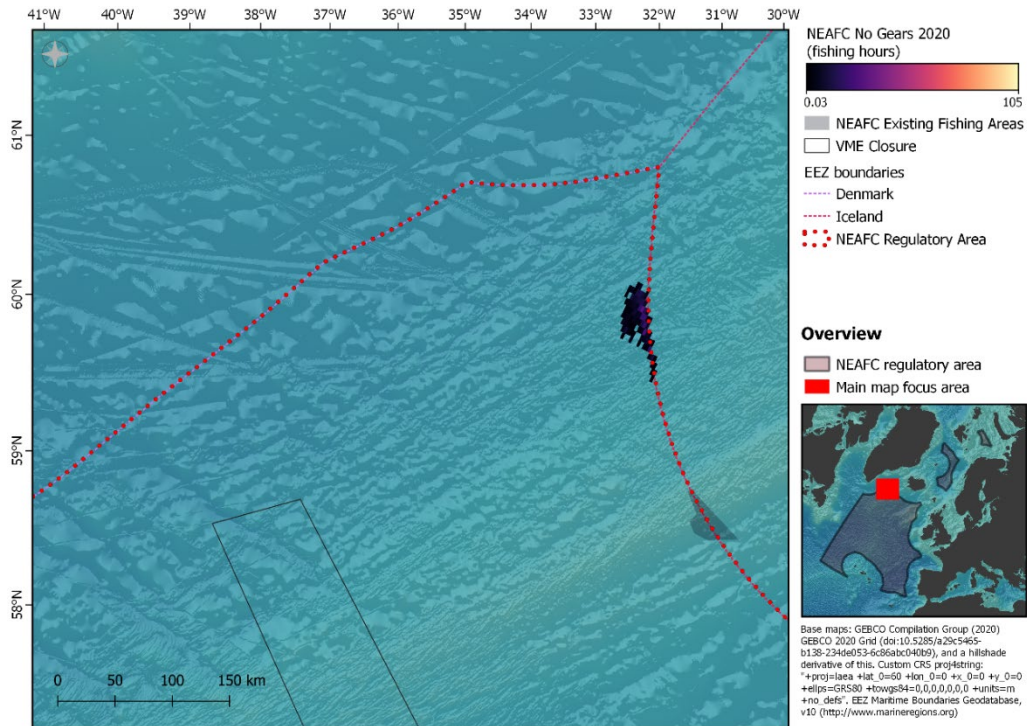 41°W 39°W 38°W 37°W 36°W 35°W 34°W 33°W 32°W 31°W 30°W
61°N
60°N
59°N
58°N
0 50 100 150 km
NEAFC No Gears 2020
(fishing hours)
0.03 105
NEAFC Existing Fishing Areas
VME Closure
EEZ boundaries
Denmark
Iceland
NEAFC Regulatory Area
Overview
NEAFC regulatory area
Main map focus area
Base maps: GEBCO Compilation Group (2020)
GEBCO 2020 Grid (doi:10.5285/a29c5465-
b138-234de053-6c86abc040b9), and a hillshade
derivative of this. Custom CRS proj4string:
"+proj=laea +lat_0=60 +lon_0=0 +x_0=0 +y_0=0
+ellps=GRS80 +towgs84=0,0,0,0,0,0,0 +units=m
+no_defs". EEZ Maritime Boundaries Geodatabase,
v10 (http://www.marineregions.org)